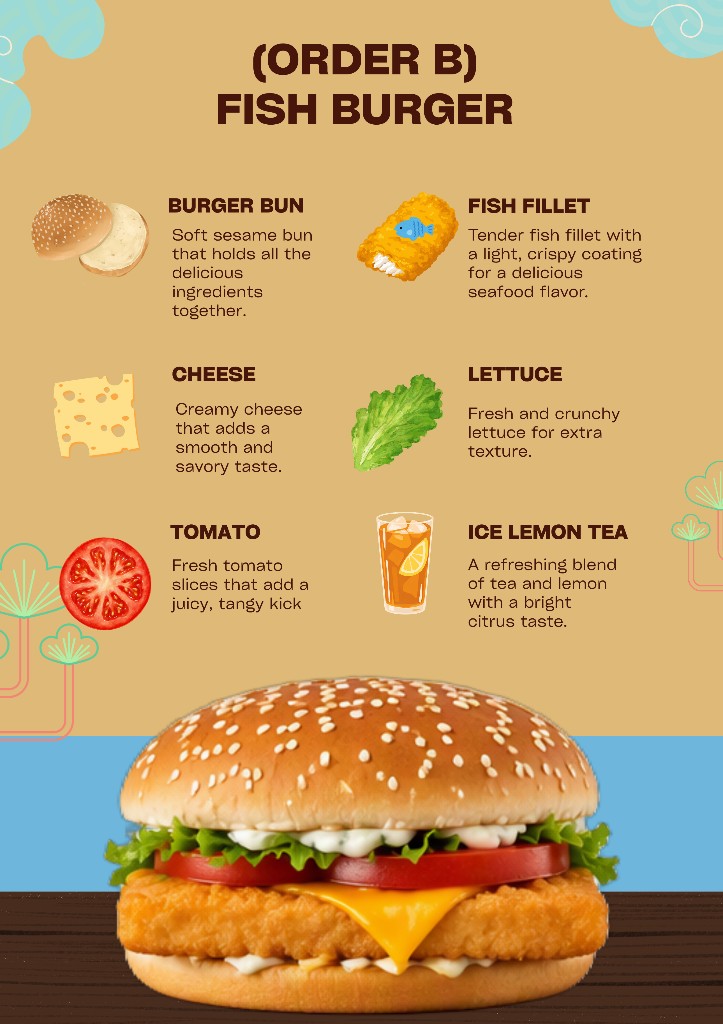 (ORDER B)
FISH BURGER
BURGER BUN
Soft sesame bun
that holds all the
delicious
ingredients
together.
FISH FILLET
Tender fish fillet with
a light, crispy coating
for a delicious
seafood flavor.
CHEESE
Creamy cheese
that adds a
smooth and
savory taste.
LETTUCE
Fresh and crunchy
lettuce for extra
texture.
TOMATO
Fresh tomato
slices that add a
juicy, tangy kick
ICE LEMON TEA
A refreshing blend
of tea and lemon
with a bright
citrus taste.